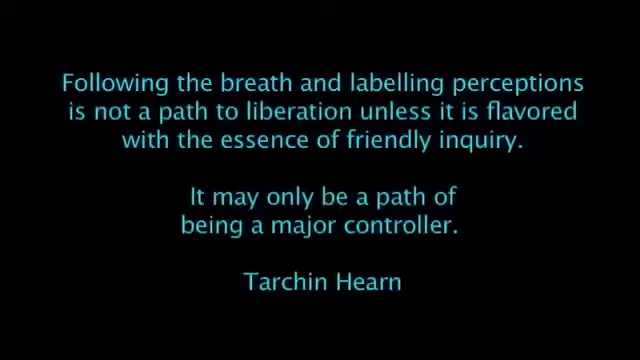 Following the breath and labelling perceptions
is not a path to liberation unless it is flavored
with the essence of friendly inquiry.
It may only be a path of
being a major controller.
Tarchin Hearn